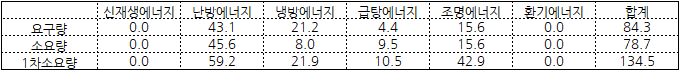 신재생에너지 난방에너지 냉방에너지 급탕에너지 조명에너지 환기에너지 합계
요구량 0.0 43.1 21.2 4.4 15.6 0.0 84.3
소요량 0.0 45.6 8.0 9.5 15.6 0.0 78.7
1차소요량 0.0 59.2 21.9 10.5 42.9 0.0 134.5